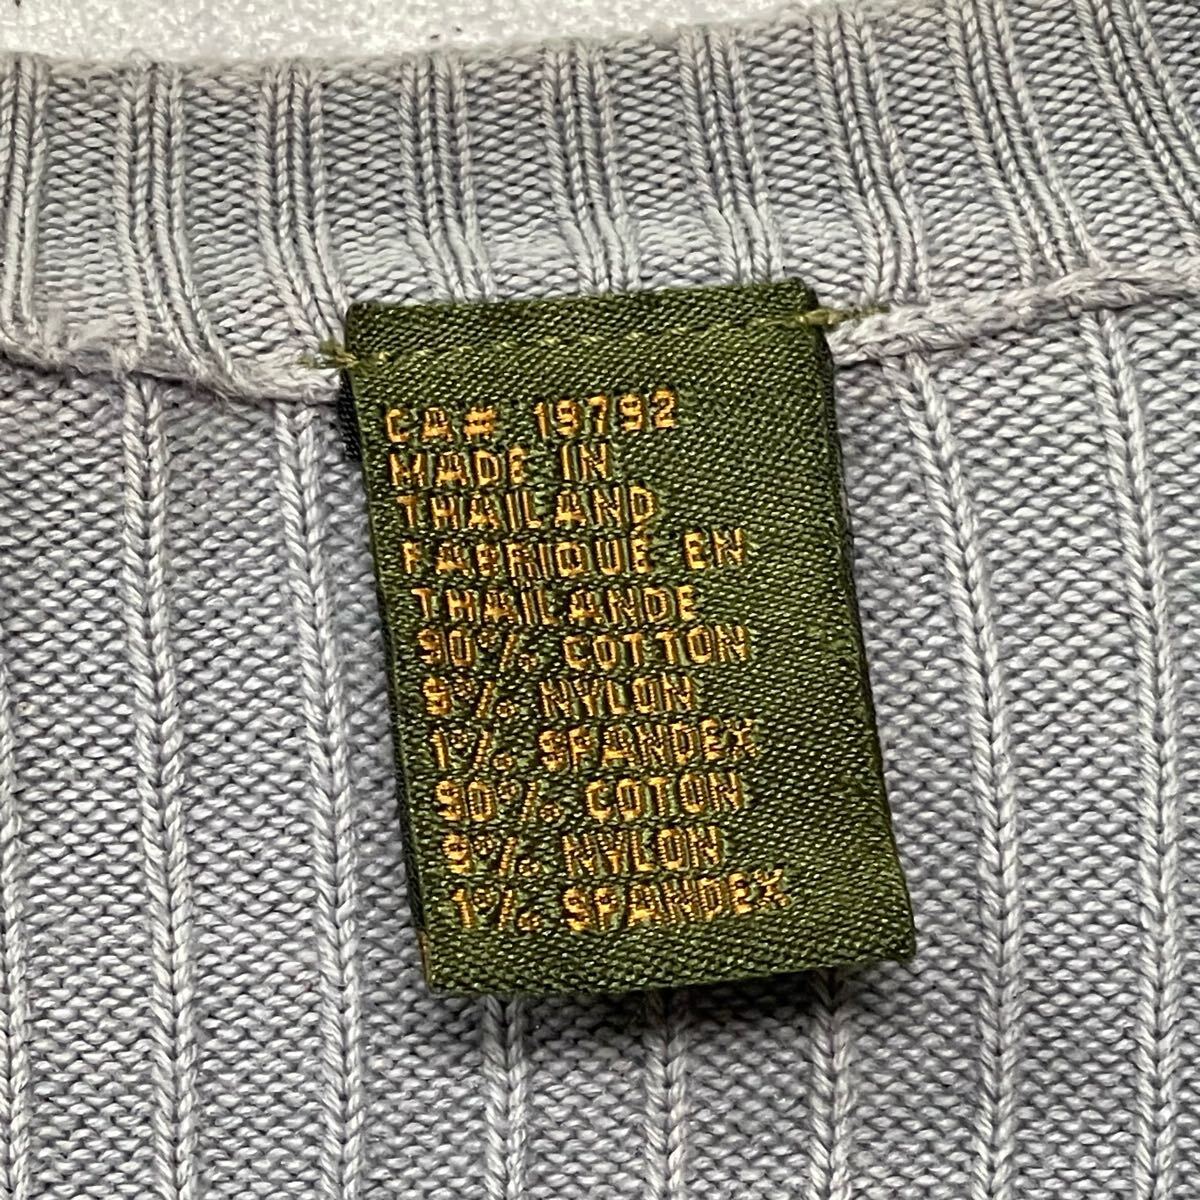 CA# 19792
MADE IN
THAILAND
FABRIQUE EN
THAILANDE
90% COTTON
9% NYLON
1% SPANDEX
90% COTON
9% NYLON
1% SPANDEX